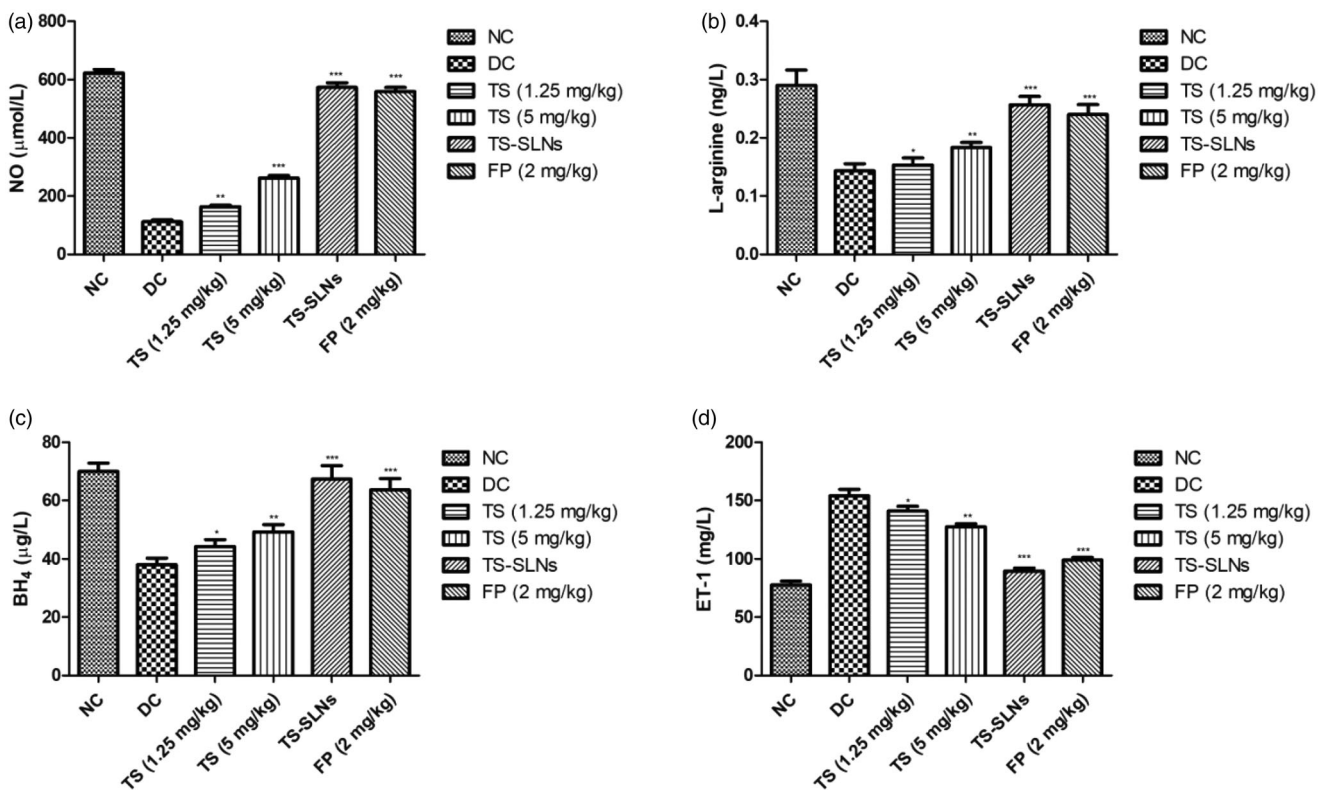 (a)
NO (μmol/L)
800
600
400
200
0
***
***
***
**
NC
DC
TS (1.25 mg/kg)
TS (5 mg/kg)
TS-SLNs
FP (2 mg/kg)
NC
DC
TS (1.25 mg/kg)
TS (5 mg/kg)
TS-SLNs
FP (2 mg/kg)
(b)
L-arginine (ng/L)
0.4
0.3
0.2
0.1
0.0
*
**
***
***
NC
DC
TS (1.25 mg/kg)
TS (5 mg/kg)
TS-SLNs
FP (2 mg/kg)
NC
DC
TS (1.25 mg/kg)
TS (5 mg/kg)
TS-SLNs
FP (2 mg/kg)
(c)
BH4 (μg/L)
80
60
40
20
0
*
**
***
***
NC
DC
TS (1.25 mg/kg)
TS (5 mg/kg)
TS-SLNs
FP (2 mg/kg)
NC
DC
TS (1.25 mg/kg)
TS (5 mg/kg)
TS-SLNs
FP (2 mg/kg)
(d)
ET-1 (mg/L)
200
150
100
50
0
*
**
***
***
NC
DC
TS (1.25 mg/kg)
TS (5 mg/kg)
TS-SLNs
FP (2 mg/kg)
NC
DC
TS (1.25 mg/kg)
TS (5 mg/kg)
TS-SLNs
FP (2 mg/kg)